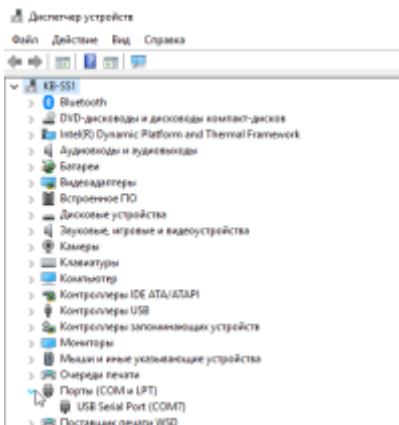 Диспетчер устройств
Файл Действие Вид Справка
KB-SS1
Bluetooth
DVD-дисководы и дисководы компакт-дисков
Intel(R) Dynamic Platform and Thermal Framework
Аудиовходы и аудиовыходы
Батареи
Видеоадаптеры
Встроенное ПО
Дисковые устройства
Звуковые, игровые и видеоустройства
Камеры
Клавиатуры
Компьютер
Контроллеры IDE ATA/ATAPI
Контроллеры USB
Контроллеры запоминающих устройств
Мониторы
Мыши и иные указывающие устройства
Очереди печати
Порты (COM и LPT)
USB Serial Port (COM7)
Поставщик печати WSD